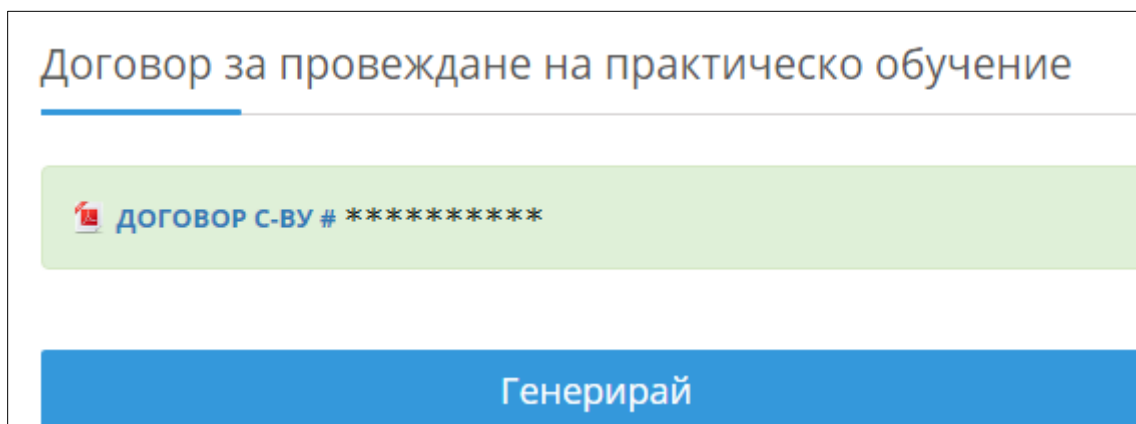 Договор за провеждане на практическо обучение
ДОГОВОР С-ВУ # **********
Генерирай